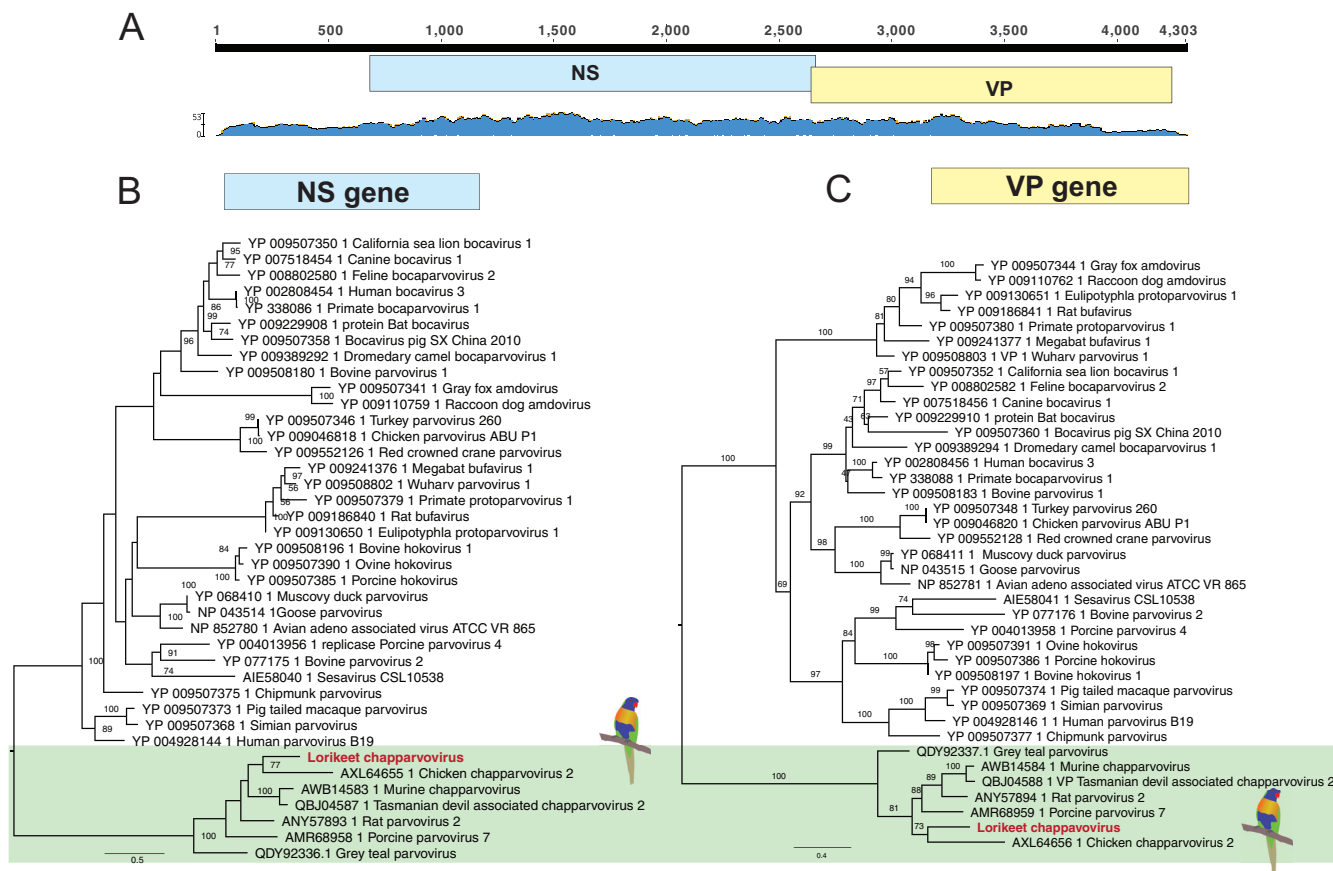 A
1 500 1,000 1,500 2,000 2,500 3,000 3,500 4,000 4,303
NS
VP
53
0
B
NS gene
YP 009507350 1 California sea lion bocavirus 1
95
YP 007518454 1 Canine bocavirus 1
77
YP 008802580 1 Feline bocaparvovirus 2
YP 002808454 1 Human bocavirus 3
100
86
YP 338086 1 Primate bocaparvovirus 1
99
YP 009229908 1 protein Bat bocavirus
74
96
YP 009507358 1 Bocavirus pig SX China 2010
YP 009389292 1 Dromedary camel bocaparvovirus 1
YP 009508180 1 Bovine parvovirus 1
YP 009507341 1 Gray fox amdovirus
100
YP 009110759 1 Raccoon dog amdovirus
99
YP 009507346 1 Turkey parvovirus 260
100
YP 009046818 1 Chicken parvovirus ABU P1
YP 009552126 1 Red crowned crane parvovirus
YP 009241376 1 Megabat bufavirus 1
97
YP 009508802 1 Wuharv parvovirus 1
56
YP 009507379 1 Primate protoparvovirus 1
56
100
YP 009186840 1 Rat bufavirus
YP 009130650 1 Eulipotyphla protoparvovirus 1
84
YP 009508196 1 Bovine hokovirus 1
YP 009507390 1 Ovine hokovirus
100
YP 009507385 1 Porcine hokovirus
100
YP 068410 1 Muscovy duck parvovirus
100
NP 043514 1Goose parvovirus
NP 852780 1 Avian adeno associated virus ATCC VR 865
YP 004013956 1 replicase Porcine parvovirus 4
91
100
YP 077175 1 Bovine parvovirus 2
74
AIE58040 1 Sesavirus CSL10538
YP 009507375 1 Chipmunk parvovirus
100
YP 009507373 1 Pig tailed macaque parvovirus
89
YP 009507368 1 Simian parvovirus
YP 004928144 1 Human parvovirus B19
Lorikeet chapparvovirus
77
AXL64655 1 Chicken chapparvovirus 2
100
AWB14583 1 Murine chapparvovirus
QBJ04587 1 Tasmanian devil associated chapparvovirus 2
ANY57893 1 Rat parvovirus 2
100
AMR68958 1 Porcine parvovirus 7
QDY92336.1 Grey teal parvovirus
0.5
C
VP gene
100
YP 009507344 1 Gray fox amdovirus
94
YP 009110762 1 Raccoon dog amdovirus
80
96
YP 009130651 1 Eulipotyphla protoparvovirus 1
YP 009186841 1 Rat bufavirus
81
YP 009507380 1 Primate protoparvovirus 1
100
YP 009241377 1 Megabat bufavirus 1
YP 009508803 1 VP 1 Wuharv parvovirus 1
57
YP 009507352 1 California sea lion bocavirus 1
97
YP 008802582 1 Feline bocaparvovirus 2
71
YP 007518456 1 Canine bocavirus 1
43
63
YP 009229910 1 protein Bat bocavirus
YP 009507360 1 Bocavirus pig SX China 2010
99
YP 009389294 1 Dromedary camel bocaparvovirus 1
100
YP 002808456 1 Human bocavirus 3
100
YP 338088 1 Primate bocaparvovirus 1
YP 009508183 1 Bovine parvovirus 1
92
100
YP 009507348 1 Turkey parvovirus 260
100
YP 009046820 1 Chicken parvovirus ABU P1
YP 009552128 1 Red crowned crane parvovirus
98
99
YP 068411 1 Muscovy duck parvovirus
100
NP 043515 1 Goose parvovirus
69
NP 852781 1 Avian adeno associated virus ATCC VR 865
74
AIE58041 1 Sesavirus CSL10538
99
YP 077176 1 Bovine parvovirus 2
84
YP 004013958 1 Porcine parvovirus 4
98
YP 009507391 1 Ovine hokovirus
100
YP 009507386 1 Porcine hokovirus
YP 009508197 1 Bovine hokovirus 1
97
99
YP 009507374 1 Pig tailed macaque parvovirus
100
YP 009507369 1 Simian parvovirus
YP 004928146 1 1 Human parvovirus B19
YP 009507377 1 Chipmunk parvovirus
QDY92337.1 Grey teal parvovirus
100
AWB14584 1 Murine chapparvovirus
100
89
QBJ04588 1 VP Tasmanian devil associated chapparvovirus 2
88
ANY57894 1 Rat parvovirus 2
81
AMR68959 1 Porcine parvovirus 7
73
Lorikeet chappavovirus
AXL64656 1 Chicken chapparvovirus 2
0.4